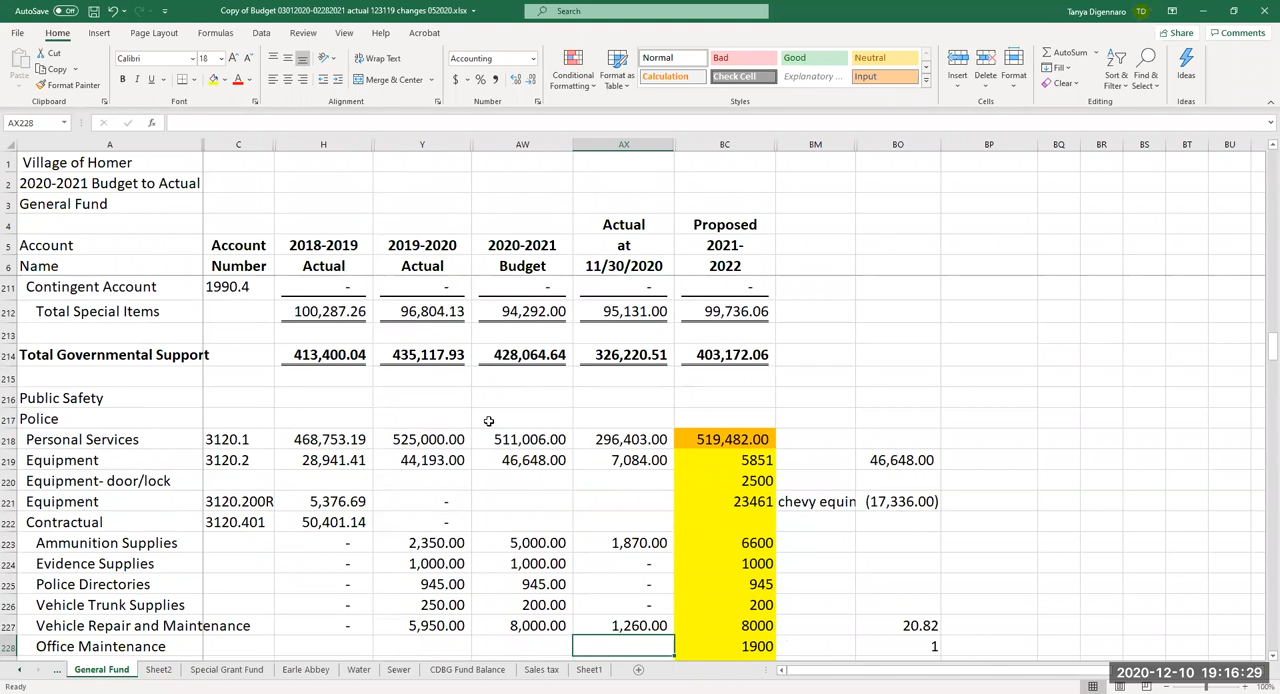 AutoSave Off Copy of Budget 03012020-02282021 actual 123119 changes 052020.xlsx Search Tanya Digennaro TD
File Home Insert Page Layout Formulas Data Review View Help Acrobat Share Comments
Paste Cut Copy Format Painter Clipboard
Calibri 18 B I U Font
Wrap Text Merge & Center Alignment
Accounting $ % Number
Conditional Formatting Format as Table Normal Bad Good Neutral Calculation Check Cell Explanatory ... Input Styles
Insert Delete Format Cells
AutoSum Fill Clear Sort & Filter Find & Select Editing
Ideas Ideas
AX228 fx
A C H Y AW AX BC BM BO BP BQ BR BS BT BU
1 Village of Homer
2 2020-2021 Budget to Actual
3 General Fund
4 Actual Proposed
5 Account Account 2018-2019 2019-2020 2020-2021 at 2021-
6 Name Number Actual Actual Budget 11/30/2020 2022
211 Contingent Account 1990.4 - - - - -
212 Total Special Items 100,287.26 96,804.13 94,292.00 95,131.00 99,736.06
213
214 Total Governmental Support 413,400.04 435,117.93 428,064.64 326,220.51 403,172.06
215
216 Public Safety
217 Police
218 Personal Services 3120.1 468,753.19 525,000.00 511,006.00 296,403.00 519,482.00
219 Equipment 3120.2 28,941.41 44,193.00 46,648.00 7,084.00 5851 46,648.00
220 Equipment- door/lock 2500
221 Equipment 3120.200R 5,376.69 - 23461 chevy equin (17,336.00)
222 Contractual 3120.401 50,401.14 -
223 Ammunition Supplies - 2,350.00 5,000.00 1,870.00 6600
224 Evidence Supplies - 1,000.00 1,000.00 - 1000
225 Police Directories - 945.00 945.00 - 945
226 Vehicle Trunk Supplies - 250.00 200.00 - 200
227 Vehicle Repair and Maintenance - 5,950.00 8,000.00 1,260.00 8000 20.82
228 Office Maintenance 1900 1
... General Fund Sheet2 Special Grant Fund Earle Abbey Water Sewer CDBG Fund Balance Sales tax Sheet1
2020-12-10 19:16:29
Ready 100%